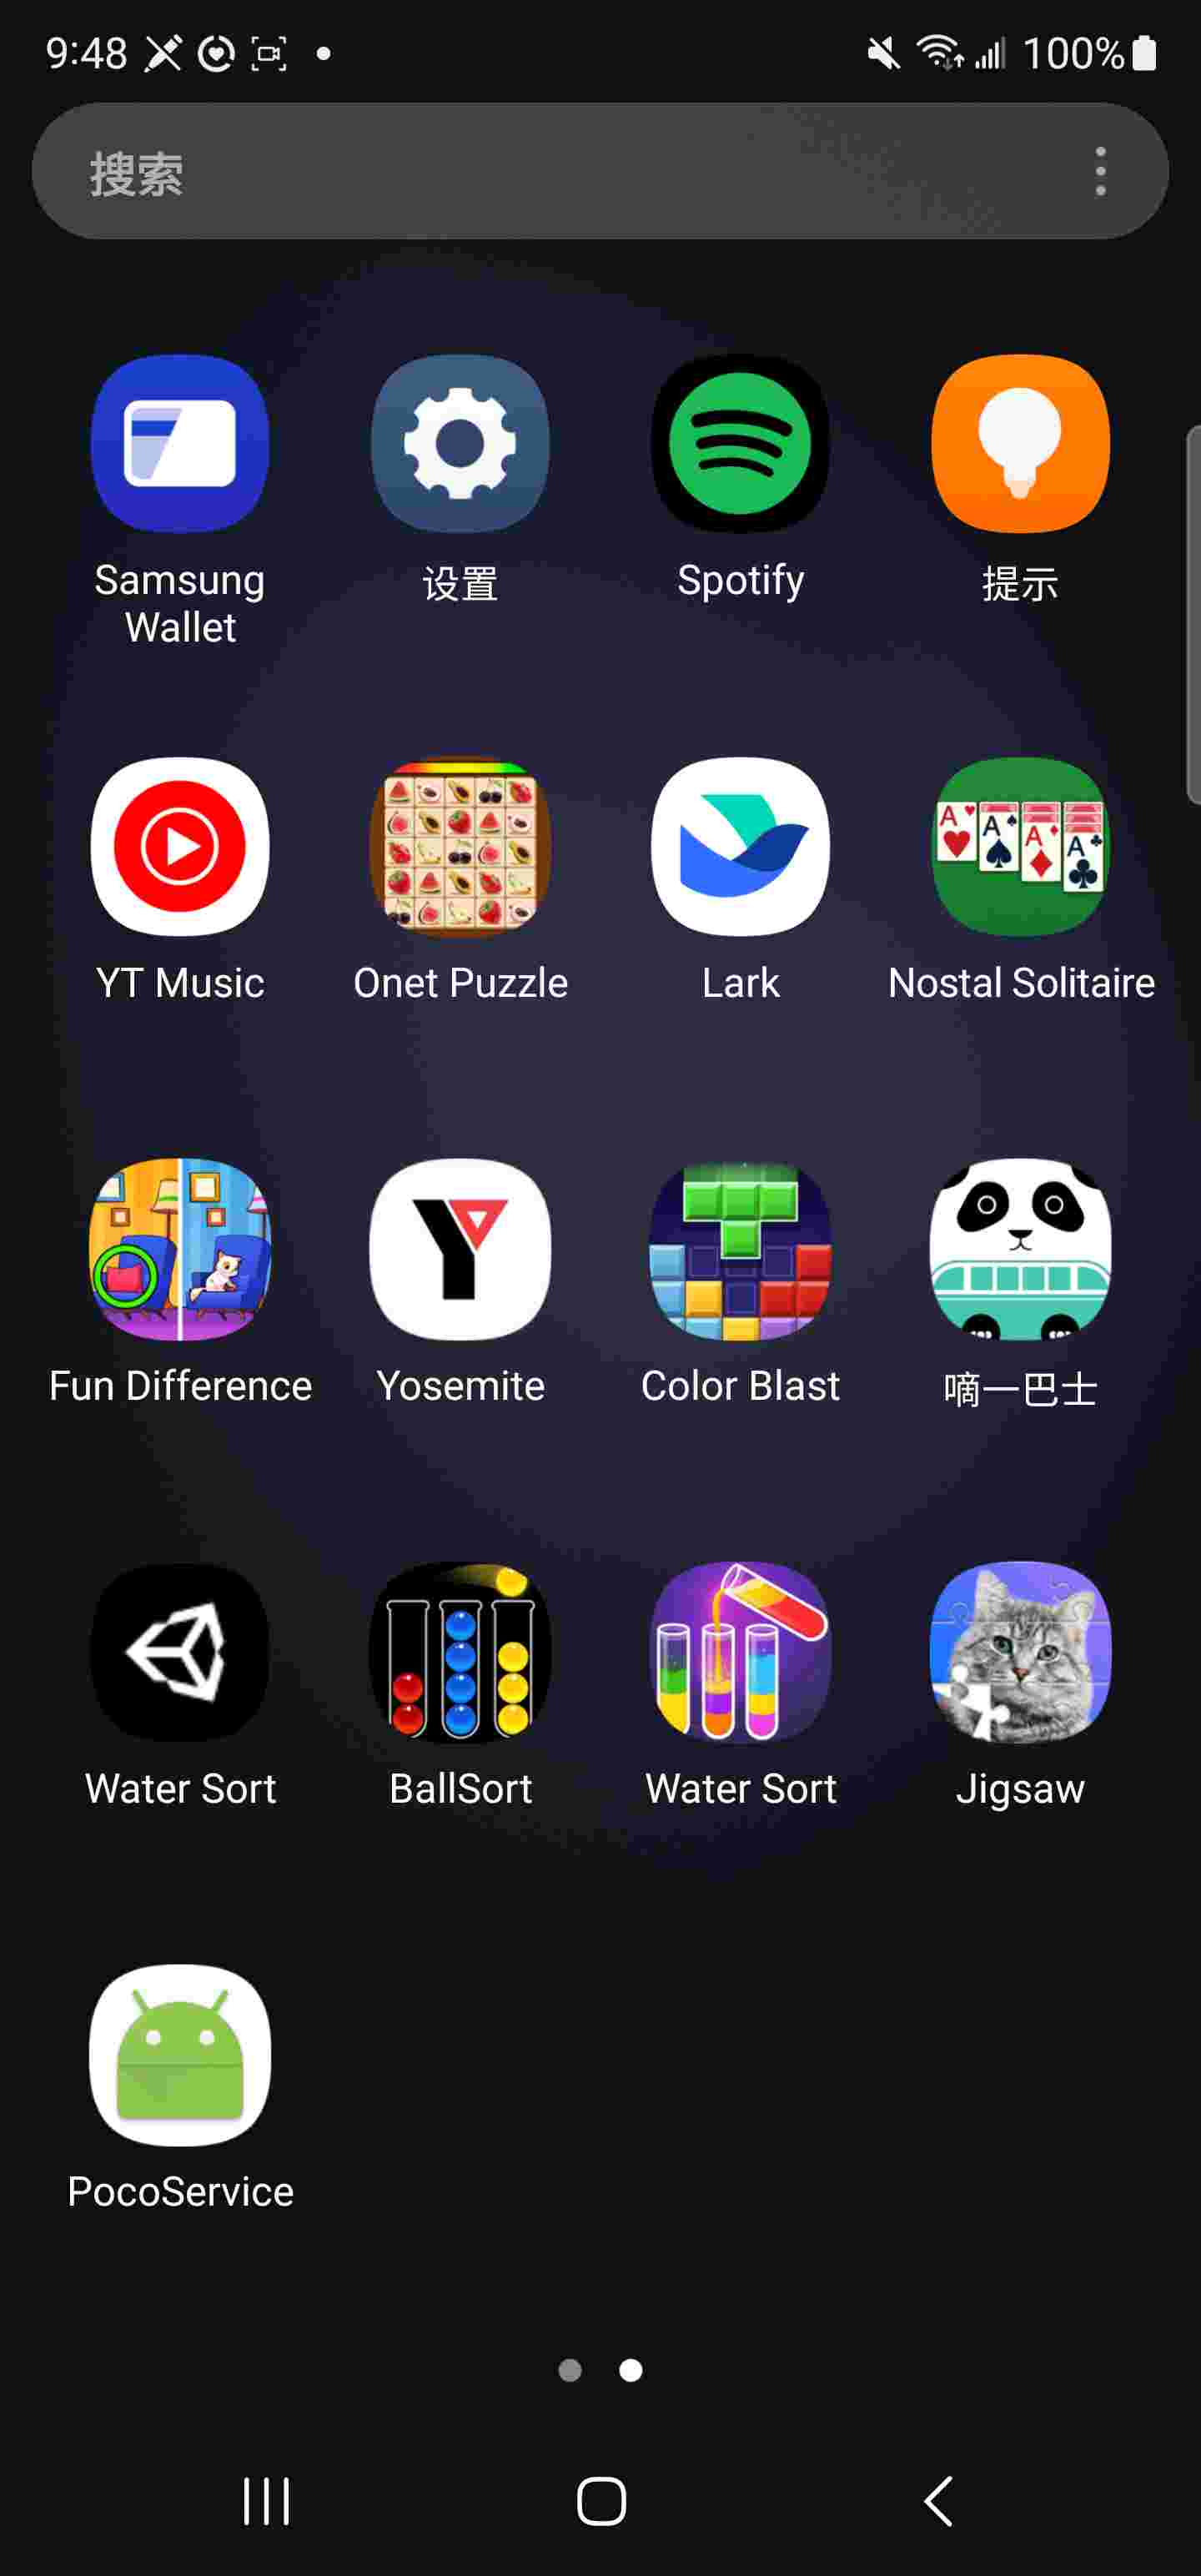 9:48
100%
搜索
Samsung
Wallet
设置
Spotify
提示
YT Music
Onet Puzzle
Lark
Nostal Solitaire
Fun Difference
Yosemite
Color Blast
嘀一巴士
Water Sort
BallSort
Water Sort
Jigsaw
PocoService